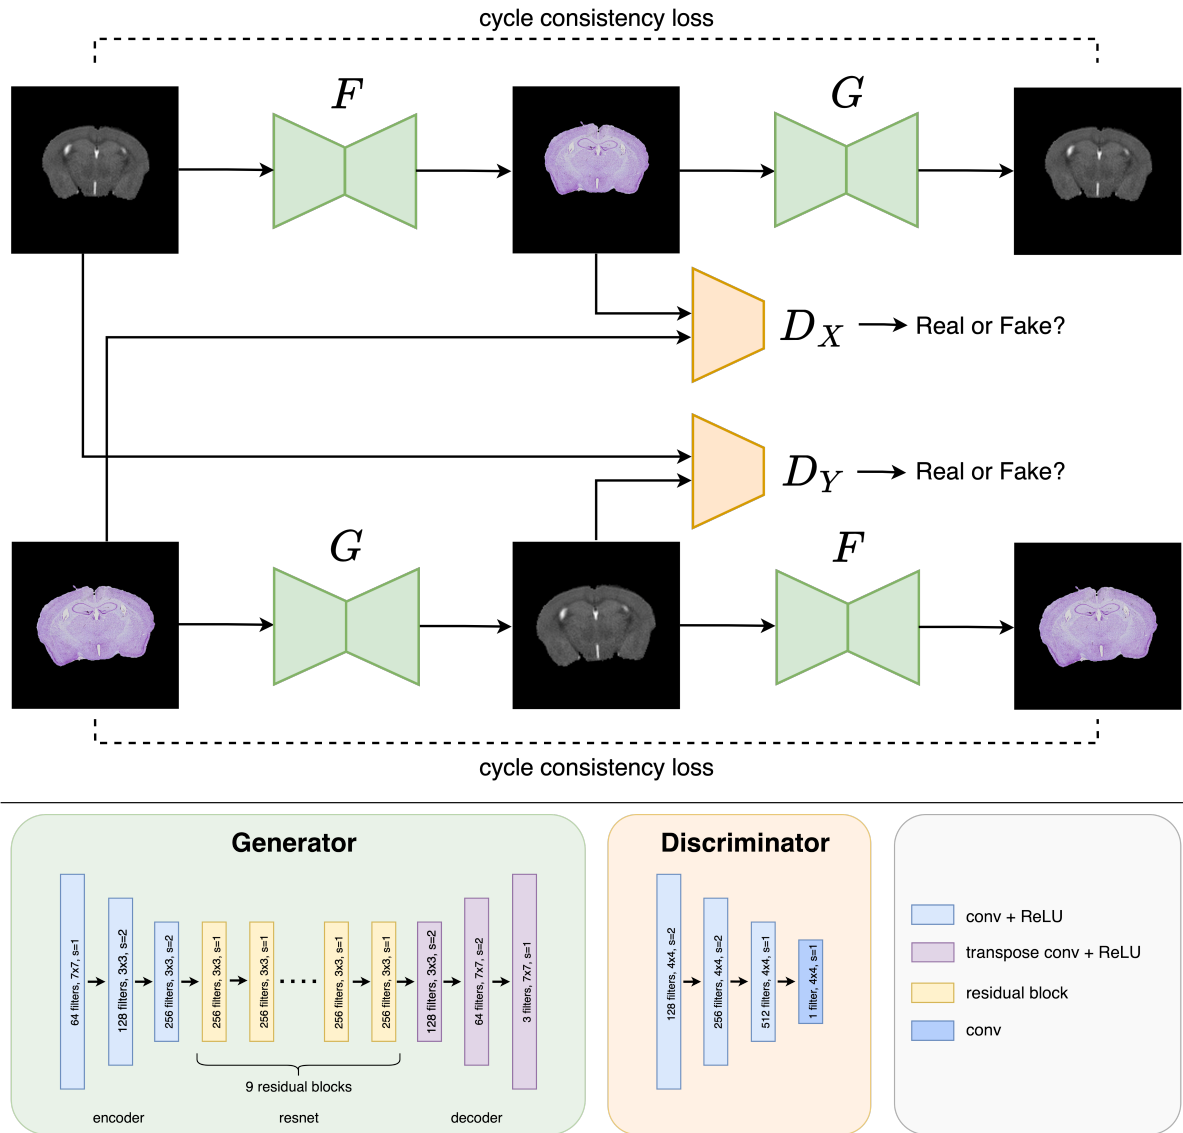 cycle consistency loss
F
G
D_X
Real or Fake?
D_Y
Real or Fake?
G
F
cycle consistency loss
Generator
64 filters, 7x7, s=1
128 filters, 3x3, s=2
256 filters, 3x3, s=2
256 filters, 3x3, s=1
256 filters, 3x3, s=1
256 filters, 3x3, s=1
256 filters, 3x3, s=1
128 filters, 3x3, s=2
64 filters, 7x7, s=2
3 filters, 7x7, s=1
9 residual blocks
encoder
resnet
decoder
Discriminator
128 filters, 4x4, s=2
256 filters, 4x4, s=2
512 filters, 4x4, s=1
1 filter, 4x4, s=1
conv + ReLU
transpose conv + ReLU
residual block
conv